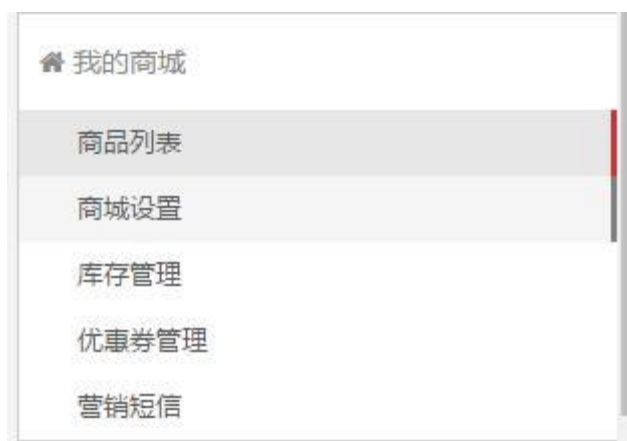 我的商城
商品列表
商城设置
库存管理
优惠券管理
营销短信